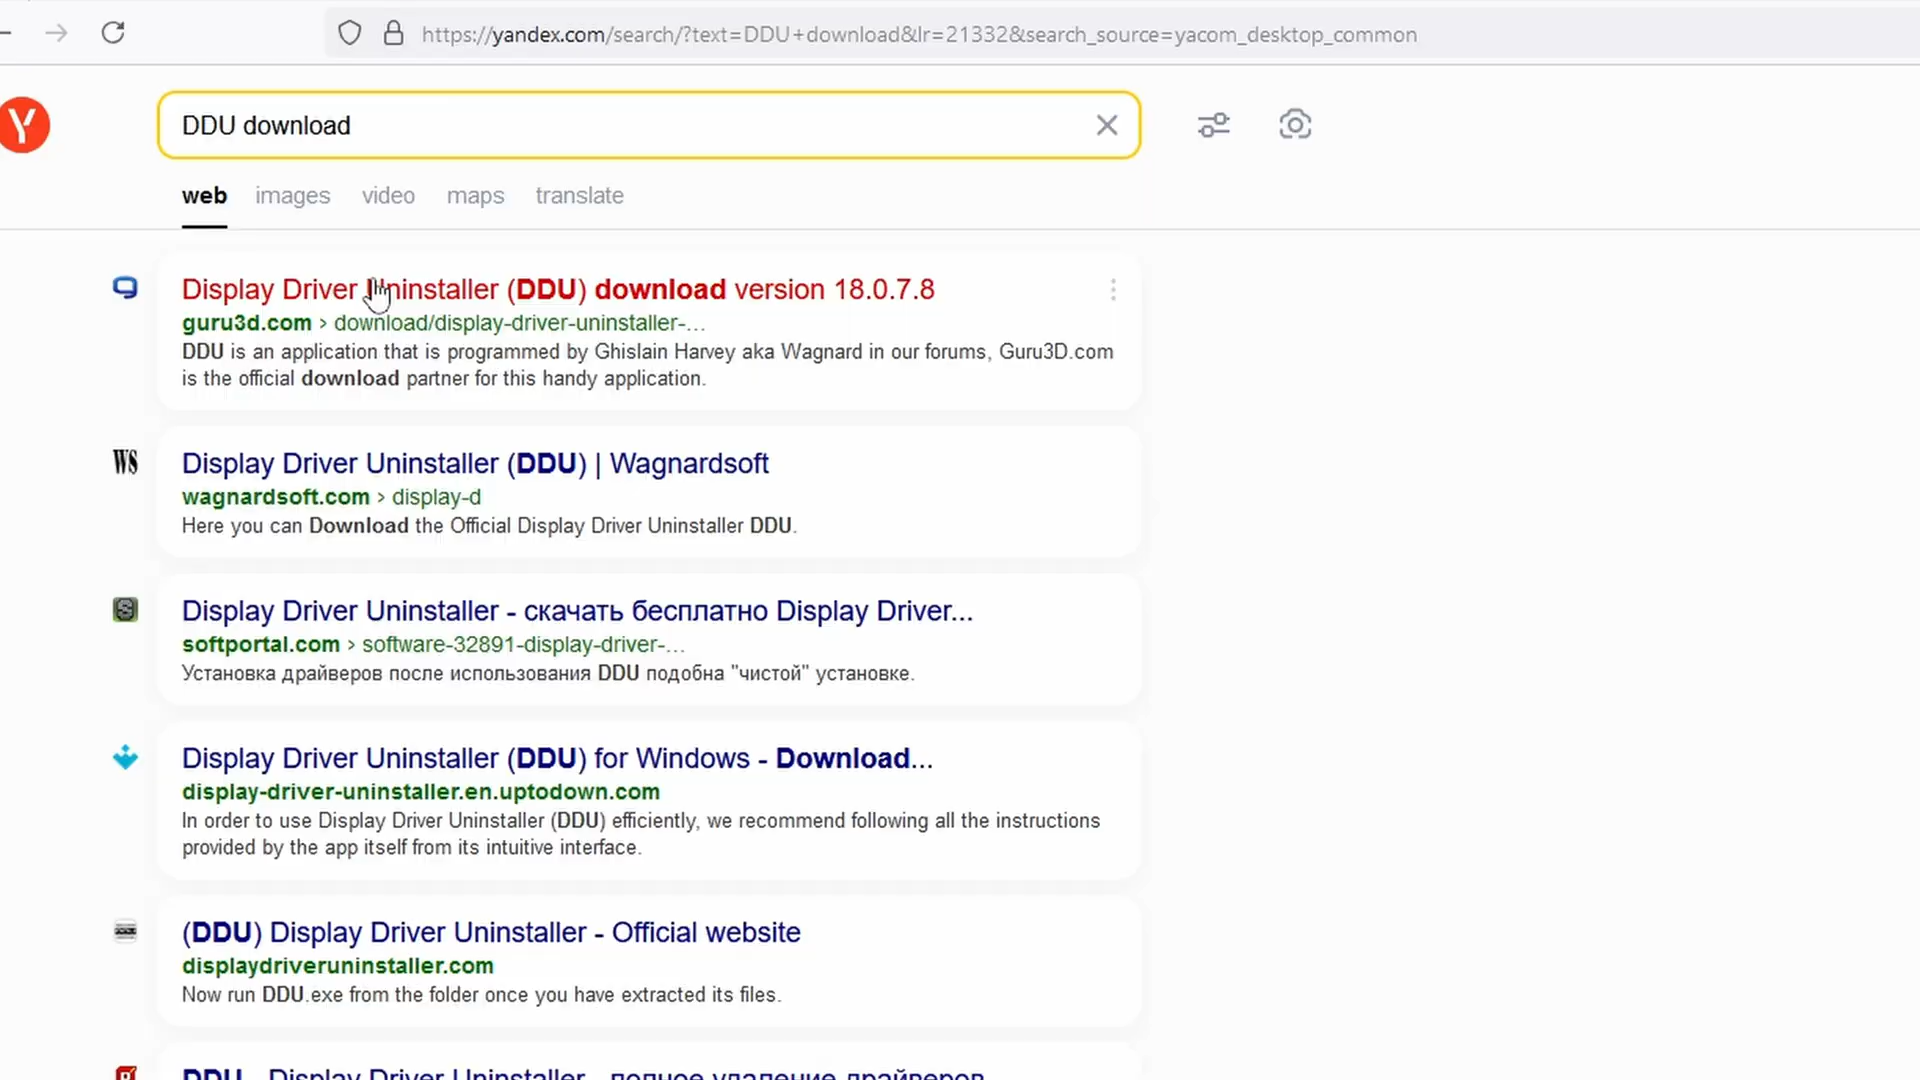 https://yandex.com/search/?text=DDU+download&lr=21332&search_source=yacom_desktop_common
Y
DDU download
web images video maps translate
Display Driver Uninstaller (DDU) download version 18.0.7.8
guru3d.com › download/display-driver-uninstaller-...
DDU is an application that is programmed by Ghislain Harvey aka Wagnard in our forums, Guru3D.com
is the official download partner for this handy application.
WS
Display Driver Uninstaller (DDU) | Wagnardsoft
wagnardsoft.com › display-d
Here you can Download the Official Display Driver Uninstaller DDU.
S
Display Driver Uninstaller - скачать бесплатно Display Driver...
softportal.com › software-32891-display-driver-...
Установка драйверов после использования DDU подобна "чистой" установке.
Display Driver Uninstaller (DDU) for Windows - Download...
display-driver-uninstaller.en.uptodown.com
In order to use Display Driver Uninstaller (DDU) efficiently, we recommend following all the instructions
provided by the app itself from its intuitive interface.
(DDU) Display Driver Uninstaller - Official website
displaydriveruninstaller.com
Now run DDU.exe from the folder once you have extracted its files.
DDU - Display Driver Uninstaller - полное удаление драйверов